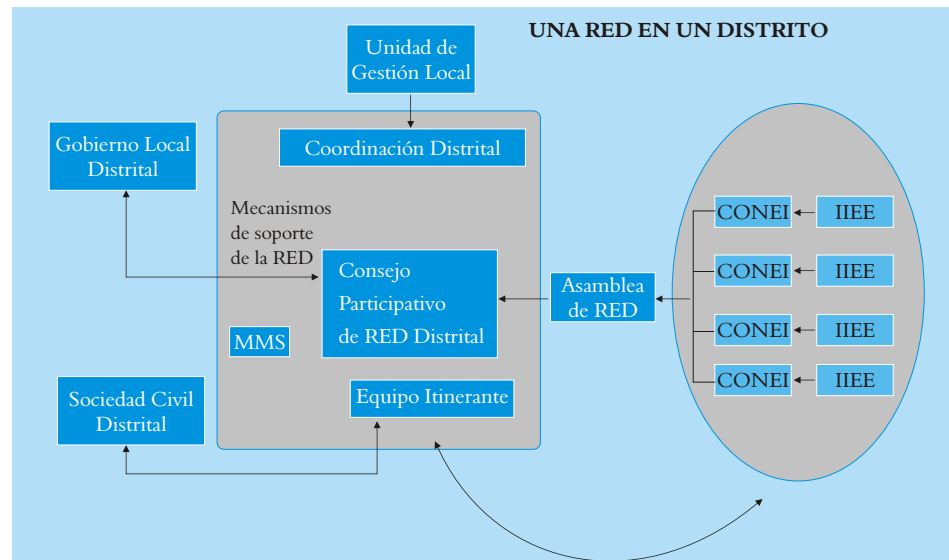 UNA RED EN UN DISTRITO
Unidad de
Gestión Local
Gobierno Local
Distrital
Coordinación Distrital
Mecanismos
de soporte
de la RED
Consejo
Participativo
de RED Distrital
MMS
Equipo Itinerante
Sociedad Civil
Distrital
Asamblea
de RED
CONEI
IIEE
CONEI
IIEE
CONEI
IIEE
CONEI
IIEE